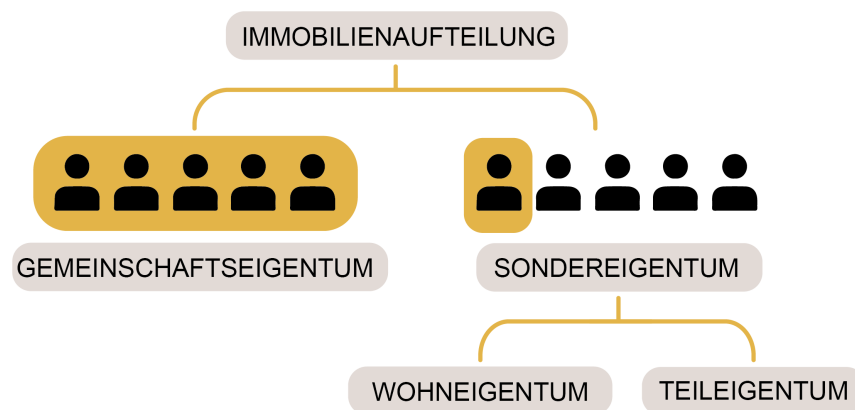 IMMOBILIENAUFTEILUNG
GEMEINSCHAFTSEIGENTUM
SONDEREIGENTUM
WOHNEIGENTUM
TEILEIGENTUM